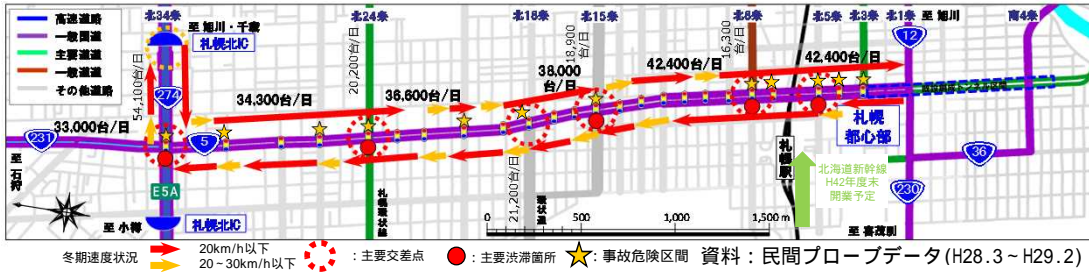 高速道路
一般国道
主要道道
一般道道
その他道路
北34条
北24条
北18条
北15条
北8条
北5条
北3条
北1条
南4条
至 旭川・千歳
札幌北IC
至 旭川
12
54,100台/日
274
20,200台/日
18,900台/日
16,300台/日
33,000台/日
34,300台/日
36,600台/日
38,000台/日
42,400台/日
42,400台/日
231
5
札幌都心部
36
230
至 石狩
E5A
札幌北IC
至 小樽
札幌環状線
21,200台/日
環状通
札幌駅
北海道新幹線
H42年度末
開業予定
至 喜茂別
0
500
1,000
1,500 m
冬期速度状況
20km/h以下
20~30km/h以下
:主要交差点
:主要渋滞箇所
:事故危険区間
資料:民間プローブデータ(H28.3~H29.2)